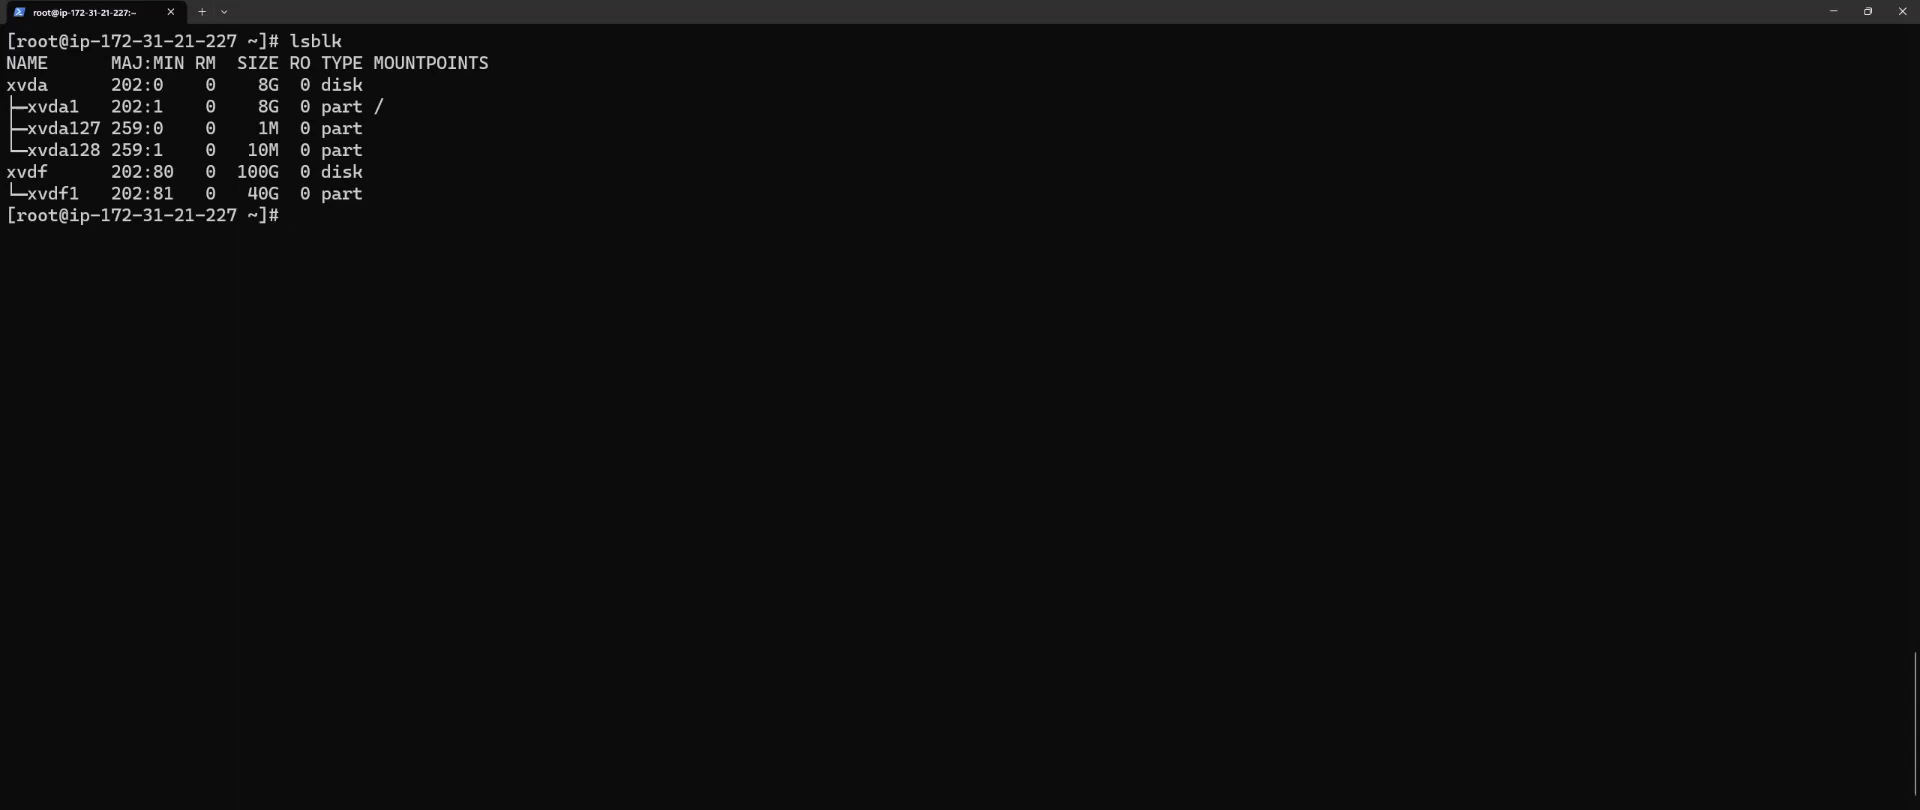 root@ip-172-31-21-227:~
[root@ip-172-31-21-227 ~]# lsblk
NAME      MAJ:MIN RM  SIZE RO TYPE MOUNTPOINTS
xvda      202:0    0    8G  0 disk
├─xvda1   202:1    0    8G  0 part /
├─xvda127 259:0    0    1M  0 part
└─xvda128 259:1    0   10M  0 part
xvdf      202:80   0  100G  0 disk
└─xvdf1   202:81   0   40G  0 part
[root@ip-172-31-21-227 ~]#